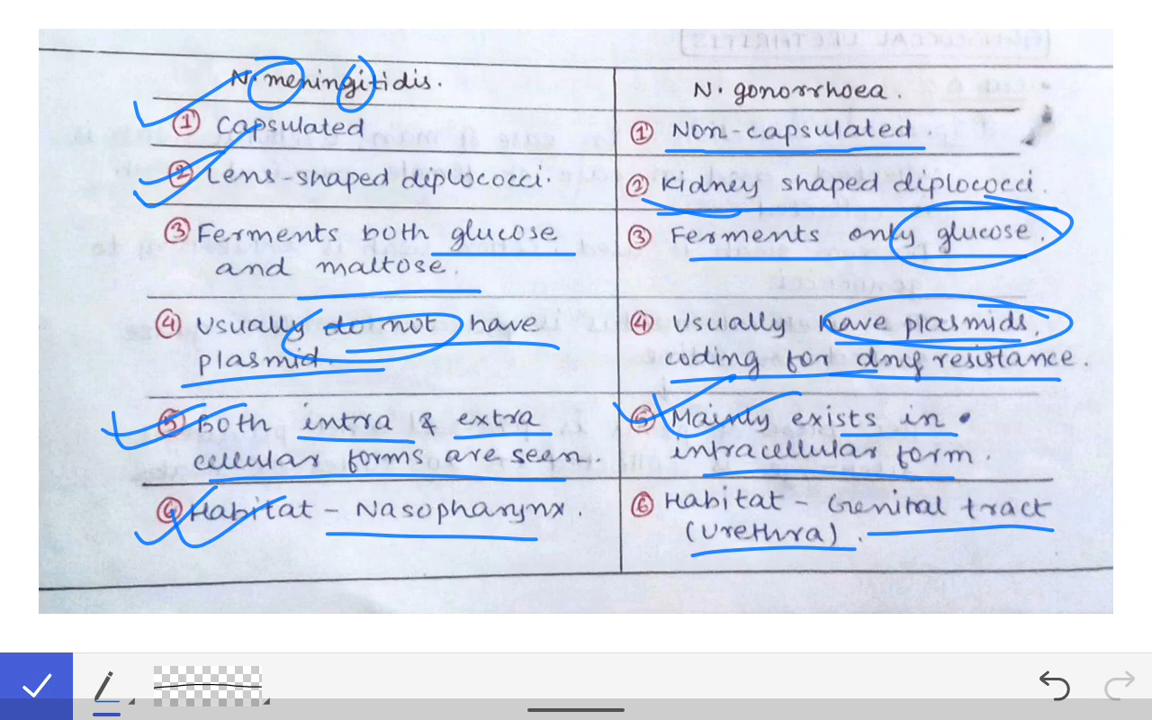 N. meningitidis.
① Capsulated
② Lens-shaped diplococci.
③ Ferments both glucose
and maltose.
④ Usually do not have
plasmid.
⑤ Both intra & extra
cellular forms are seen.
⑥ Habitat - Nasopharynx.
N. gonorrhoea.
① Non-capsulated.
② Kidney shaped diplococci.
③ Ferments only glucose.
④ Usually have plasmids,
coding for drug resistance.
⑤ Mainly exists in
intracellular form.
⑥ Habitat - Genital tract
(Urethra).